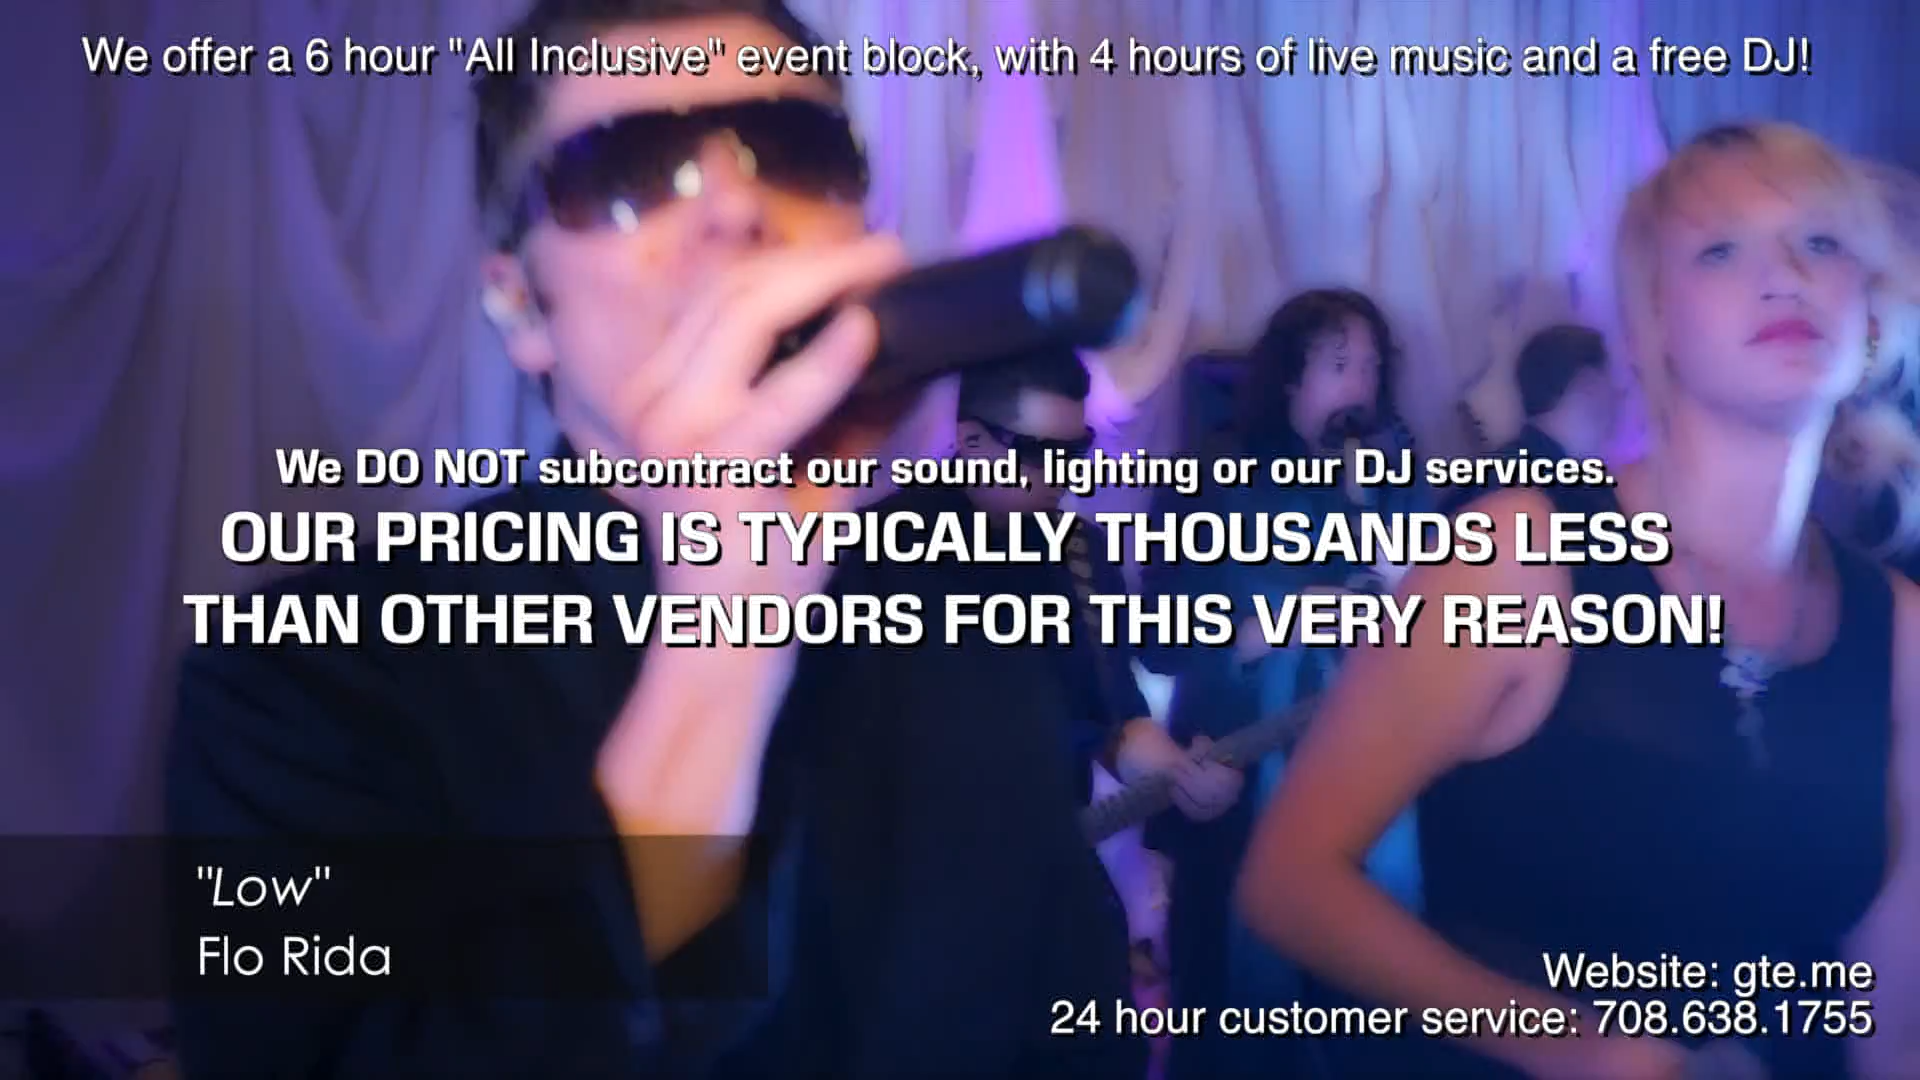 We offer a 6 hour "All Inclusive" event block, with 4 hours of live music and a free DJ!
We DO NOT subcontract our sound, lighting or our DJ services.
OUR PRICING IS TYPICALLY THOUSANDS LESS
THAN OTHER VENDORS FOR THIS VERY REASON!
"Low"
Flo Rida
Website: gte.me
24 hour customer service: 708.638.1755